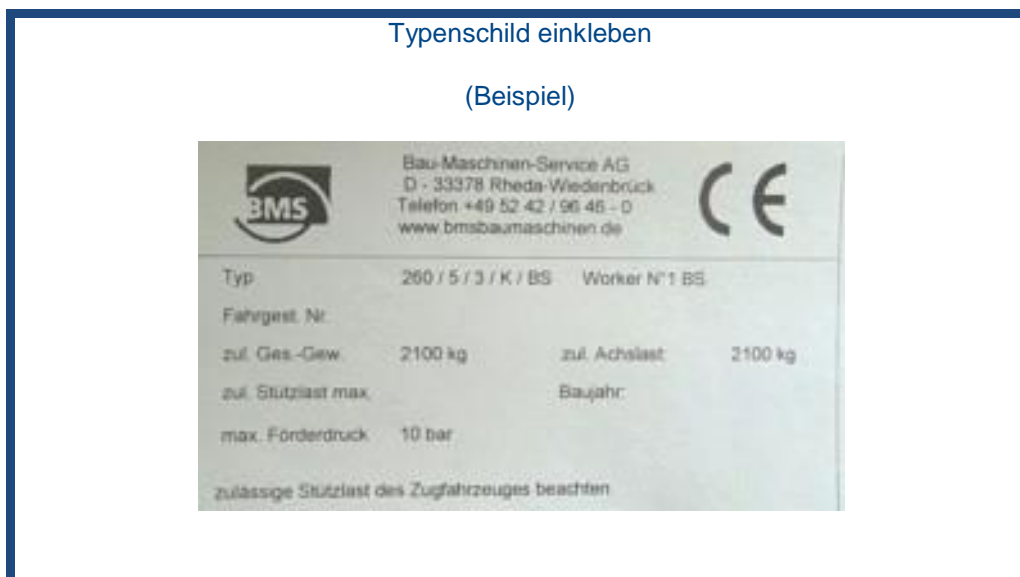 Typenschild einkleben
(Beispiel)
BMS
Bau-Maschinen-Service AG
D - 33378 Rheda-Wiedenbrück
Telefon +49 52 42 / 96 46 - 0
www.bmsbaumaschinen.de
CE
Typ 260 / 5 / 3 / K / BS Worker N°1 BS
Fahrgest. Nr.
zul. Ges.-Gew. 2100 kg zul. Achslast: 2100 kg
zul. Stützlast max. Baujahr:
max. Förderdruck 10 bar
zulässige Stützlast des Zugfahrzeuges beachten